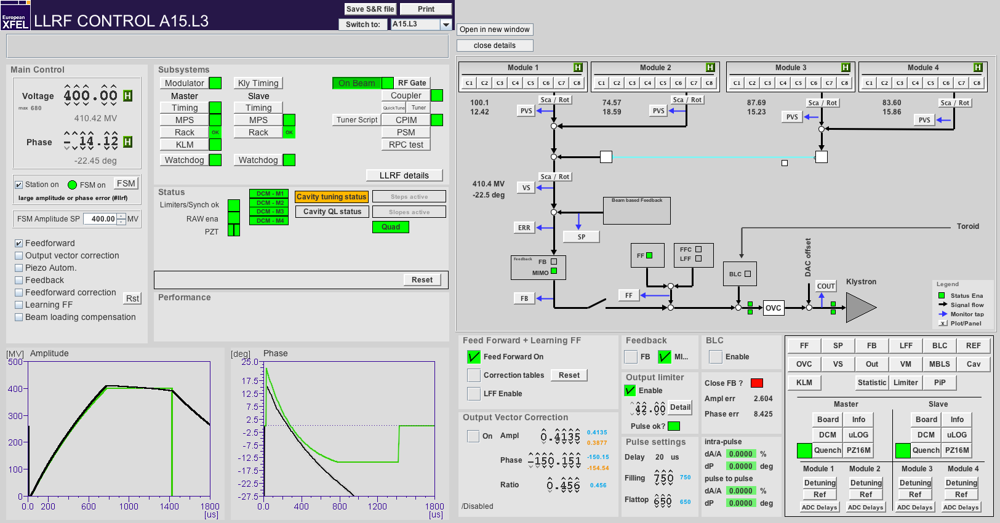 European
XFEL
LLRF CONTROL A15.L3
Save S&R file
Print
Switch to:
A15.L3
Open in new window
close details
Main Control
Voltage
400.00
H
max 680
410.42 MV
Phase
-14.12
H
-22.45 deg
Station on
FSM on
FSM
large amplitude or phase error (#llrf)
FSM Amplitude SP
400.00
MV
Feedforward
Output vector correction
Piezo Autom.
Feedback
Feedforward correction
Learning FF
Rst
Beam loading compensation
Subsystems
Modulator
Kly Timing
On Beam
RF Gate
Master
Slave
Coupler
Timing
Timing
QuickTune
Tuner
MPS
MPS
Tuner Script
CPIM
Rack
OK
Rack
OK
PSM
KLM
RPC test
Watchdog
Watchdog
LLRF details
Status
Limiters/Synch ok
RAW ena
PZT
DCM - M1
DCM - M2
DCM - M3
DCM - M4
Cavity tuning status
Cavity QL status
Steps active
Slopes active
Quad
Reset
Performance
[MV] Amplitude
500
400
300
200
100
0
0.0 200 600 1000 1400 1800
[us]
[deg] Phase
25.0
17.5
12.5
7.5
2.5
-2.5
-7.5
-12.5
-17.5
-22.5
-27.5
0.0 400 800 1200 1800
[us]
Module 1 H
C1 C2 C3 C4 C5 C6 C7 C8
Module 2 H
C1 C2 C3 C4 C5 C6 C7 C8
Module 3 H
C1 C2 C3 C4 C5 C6 C7 C8
Module 4 H
C1 C2 C3 C4 C5 C6 C7 C8
100.1
12.42
Sca / Rot
PVS
74.57
18.59
Sca / Rot
PVS
87.69
15.23
Sca / Rot
PVS
83.60
15.86
Sca / Rot
PVS
Sca / Rot
410.4 MV
-22.5 deg
VS
Beam based Feedback
ERR
SP
Toroid
Feedback
FB
MIMO
FF
FFC
LFF
BLC
DAC offset
FB
FF
COUT
Klystron
OVC
Legend
Status Ena
Signal flow
Monitor tap
x Plot/Panel
Feed Forward + Learning FF
Feed Forward On
Correction tables
Reset
LFF Enable
Output Vector Correction
On
Ampl
0.4135
0.4135
0.3877
Phase
-150.151
-150.15
-154.54
Ratio
0.456
0.456
/Disabled
Feedback
FB
MI...
Output limiter
Enable
42.00
Detail
Pulse ok?
Pulse settings
Delay 20 us
Filling 750 750
Flattop 650 650
BLC
Enable
Close FB ?
Ampl err 2.604
Phase err 8.425
intra-pulse
dA/A 0.0000 %
dP 0.0000 deg
pulse to pulse
dA/A 0.0000 %
dP 0.0000 deg
FF SP FB LFF BLC REF
OVC VS Out VM MBLS Cav
KLM Statistic Limiter PiP
Master
Slave
Board Info
Board Info
DCM uLOG
DCM uLOG
Quench PZ16M
Quench PZ16M
Module 1 Module 2 Module 3 Module 4
Detuning Detuning Detuning Detuning
Ref Ref Ref Ref
ADC Delays ADC Delays ADC Delays ADC Delays